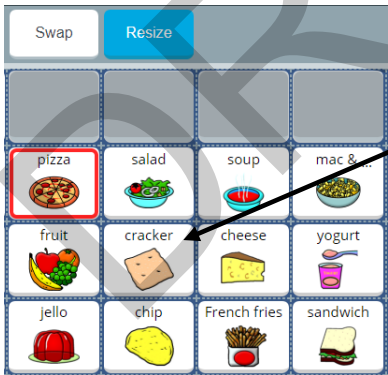 Swap Resize
pizza salad soup mac & ...
fruit cracker cheese yogurt
jello chip French fries sandwich